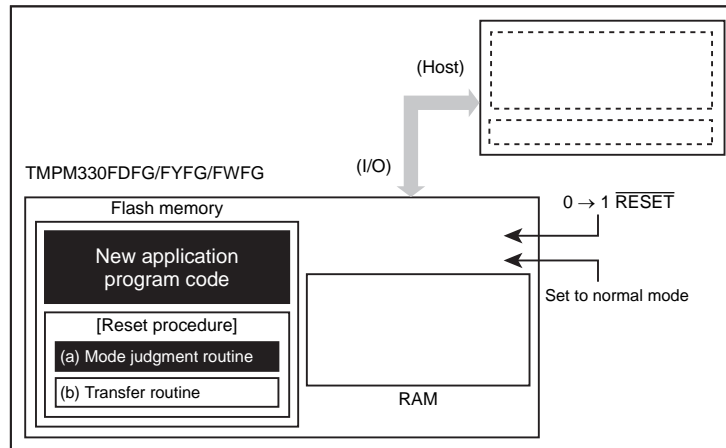 (Host)
(I/O)
TMPM330FDFG/FYFG/FWFG
Flash memory
0 → 1 RESET
New application
program code
Set to normal mode
[Reset procedure]
(a) Mode judgment routine
(b) Transfer routine
RAM